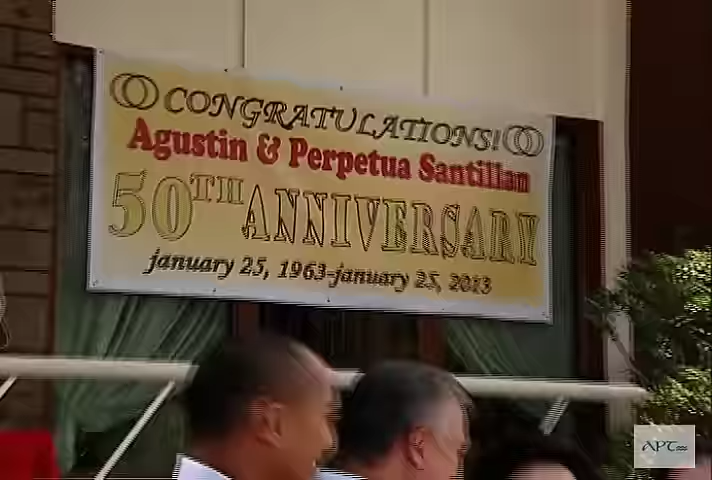 CONGRATULATIONS!
Agustin & Perpetua Santillan
50TH ANNIVERSARY
january 25, 1963-january 25, 2013
APT